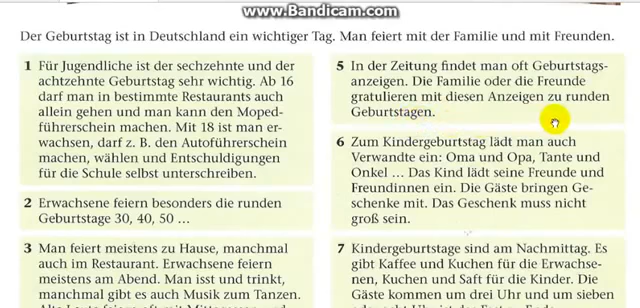 www.Bandicam.com
Der Geburtstag ist in Deutschland ein wichtiger Tag. Man feiert mit der Familie und mit Freunden.
1 Für Jugendliche ist der sechzehnte und der
achtzehnte Geburtstag sehr wichtig. Ab 16
darf man in bestimmte Restaurants auch
allein gehen und man kann den Moped-
führerschein machen. Mit 18 ist man er-
wachsen, darf z. B. den Autoführerschein
machen, wählen und Entschuldigungen
für die Schule selbst unterschreiben.
2 Erwachsene feiern besonders die runden
Geburtstage 30, 40, 50 ...
3 Man feiert meistens zu Hause, manchmal
auch im Restaurant. Erwachsene feiern
meistens am Abend. Man isst und trinkt,
manchmal gibt es auch Musik zum Tanzen.
5 In der Zeitung findet man oft Geburtstags-
anzeigen. Die Familie oder die Freunde
gratulieren mit diesen Anzeigen zu runden
Geburtstagen.
6 Zum Kindergeburtstag lädt man auch
Verwandte ein: Oma und Opa, Tante und
Onkel ... Das Kind lädt seine Freunde und
Freundinnen ein. Die Gäste bringen Ge-
schenke mit. Das Geschenk muss nicht
groß sein.
7 Kindergeburtstage sind am Nachmittag. Es
gibt Kaffee und Kuchen für die Erwachse-
nen, Kuchen und Saft für die Kinder. Die
Gäste kommen um drei Uhr und um sieben